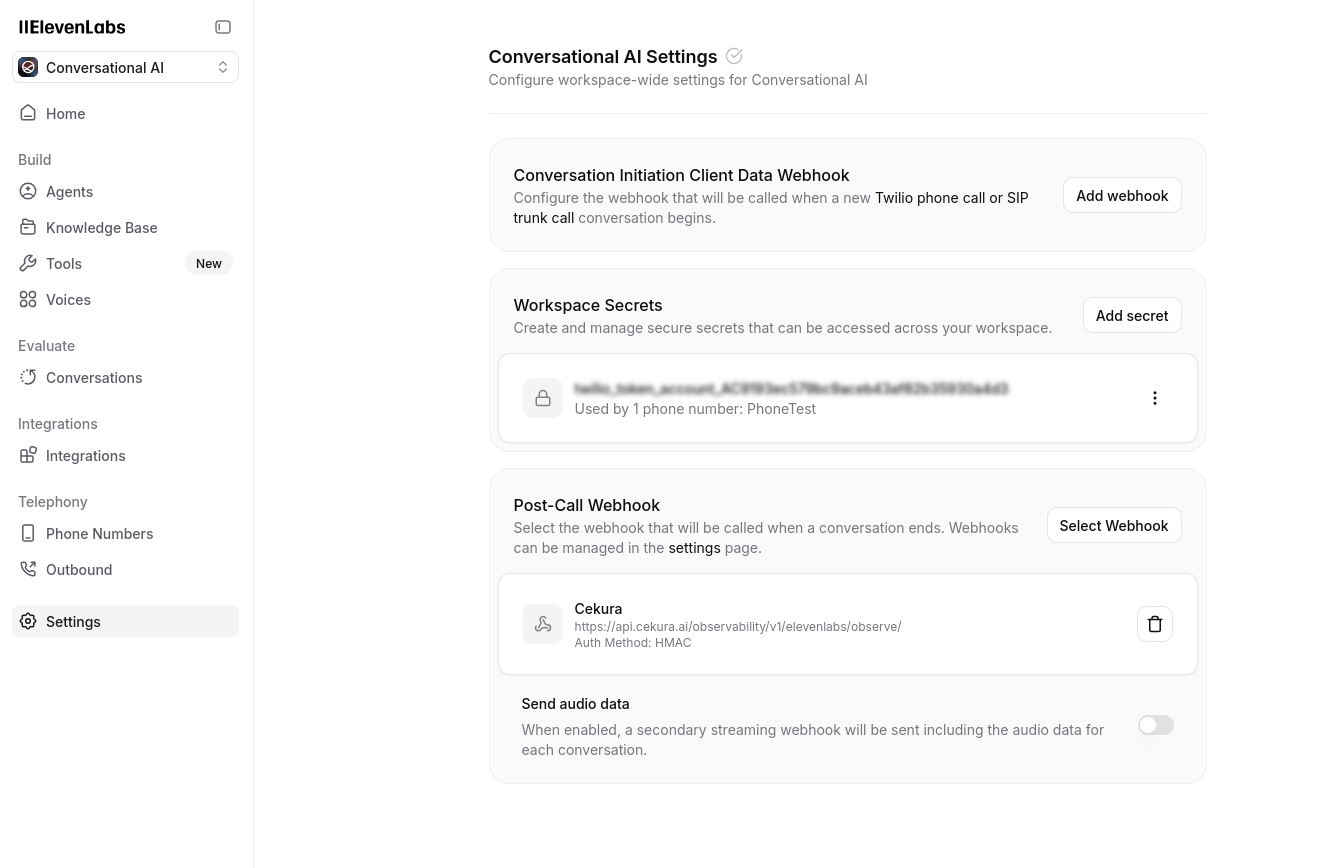 IIElevenLabs
Conversational AI
Home
Build
Agents
Knowledge Base
Tools
New
Voices
Evaluate
Conversations
Integrations
Integrations
Telephony
Phone Numbers
Outbound
Settings
Conversational AI Settings
Configure workspace-wide settings for Conversational AI
Conversation Initiation Client Data Webhook
Configure the webhook that will be called when a new Twilio phone call or SIP
trunk call conversation begins.
Add webhook
Workspace Secrets
Create and manage secure secrets that can be accessed across your workspace.
Add secret
Used by 1 phone number: PhoneTest
Post-Call Webhook
Select the webhook that will be called when a conversation ends. Webhooks
can be managed in the settings page.
Select Webhook
Cekura
https://api.cekura.ai/observability/v1/elevenlabs/observe/
Auth Method: HMAC
Send audio data
When enabled, a secondary streaming webhook will be sent including the audio data for
each conversation.